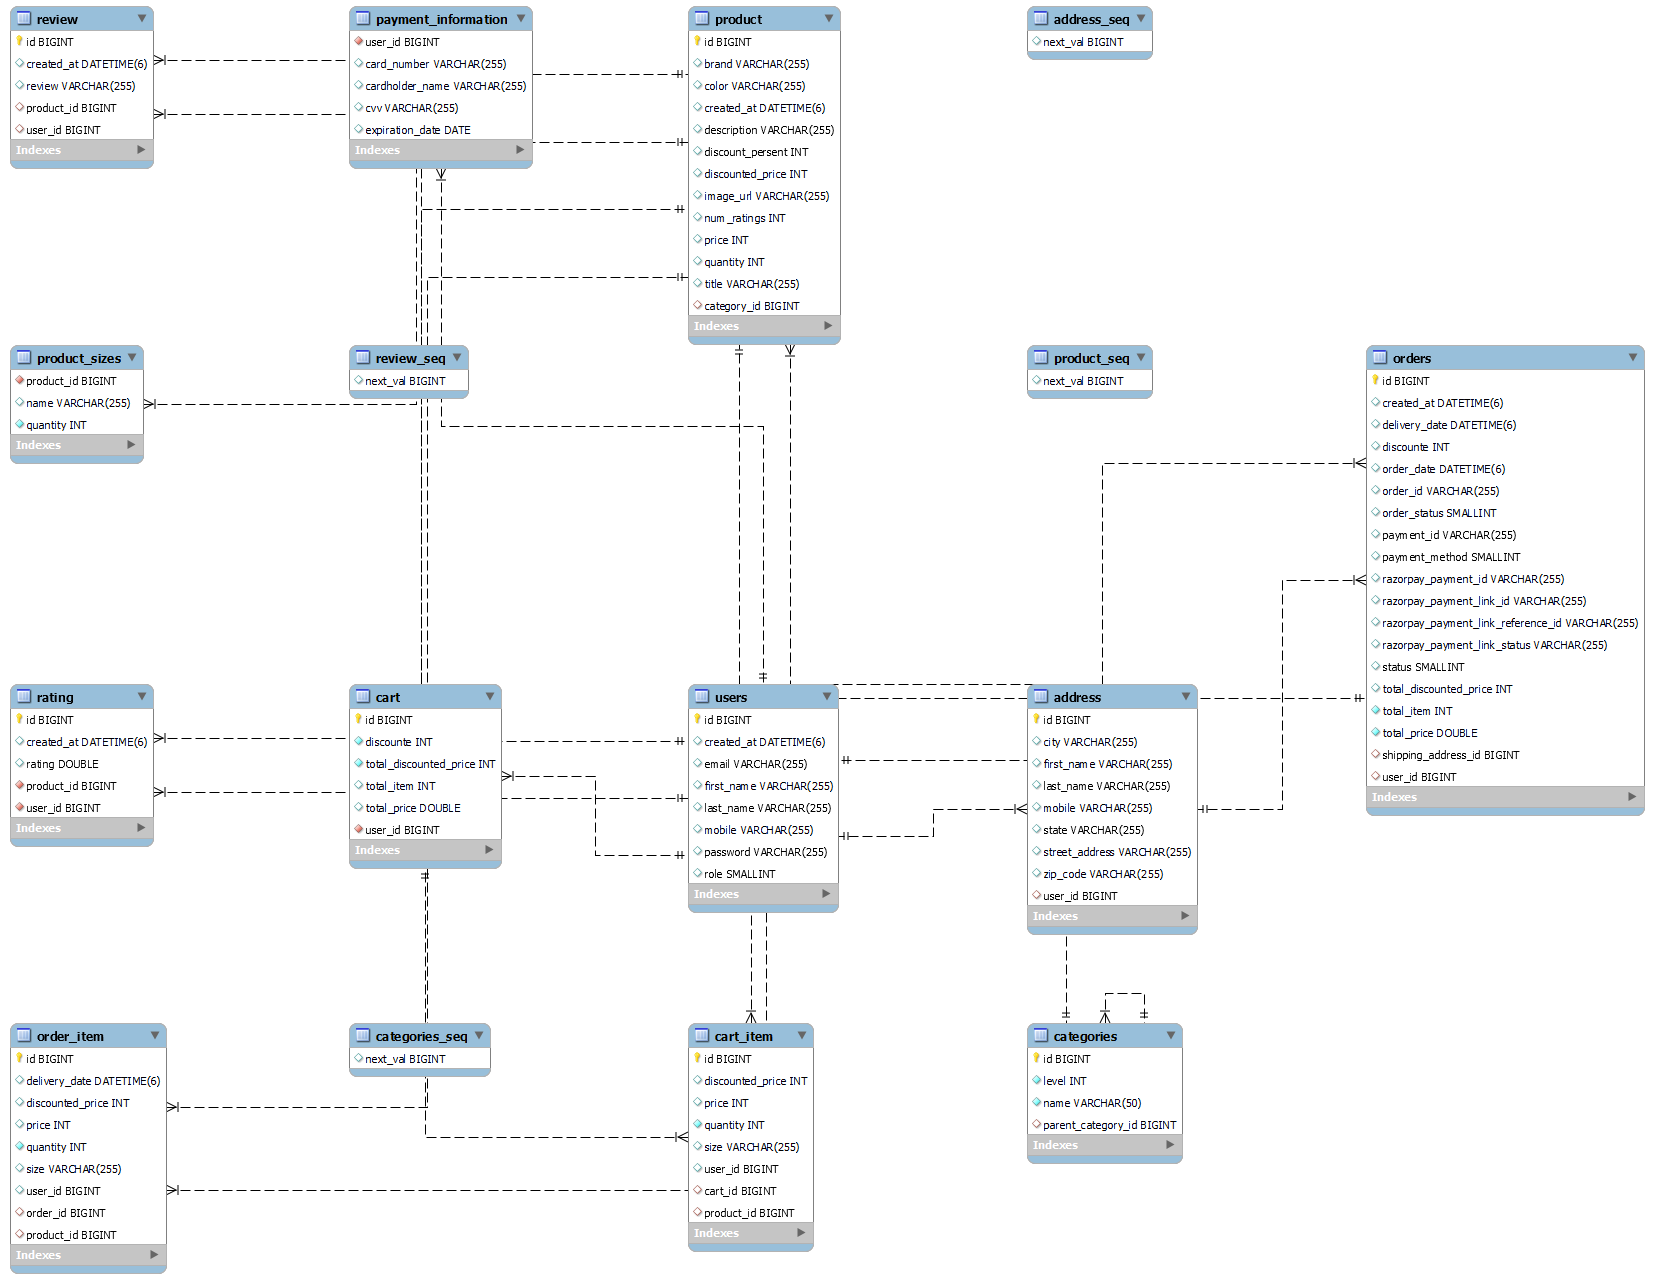 review
id BIGINT
created_at DATETIME(6)
review VARCHAR(255)
product_id BIGINT
user_id BIGINT
Indexes
payment_information
user_id BIGINT
card_number VARCHAR(255)
cardholder_name VARCHAR(255)
cvv VARCHAR(255)
expiration_date DATE
Indexes
product
id BIGINT
brand VARCHAR(255)
color VARCHAR(255)
created_at DATETIME(6)
description VARCHAR(255)
discount_persent INT
discounted_price INT
image_url VARCHAR(255)
num_ratings INT
price INT
quantity INT
title VARCHAR(255)
category_id BIGINT
Indexes
address_seq
next_val BIGINT
product_sizes
product_id BIGINT
name VARCHAR(255)
quantity INT
Indexes
review_seq
next_val BIGINT
product_seq
next_val BIGINT
orders
id BIGINT
created_at DATETIME(6)
delivery_date DATETIME(6)
discounte INT
order_date DATETIME(6)
order_id VARCHAR(255)
order_status SMALLINT
payment_id VARCHAR(255)
payment_method SMALLINT
razorpay_payment_id VARCHAR(255)
razorpay_payment_link_id VARCHAR(255)
razorpay_payment_link_reference_id VARCHAR(255)
razorpay_payment_link_status VARCHAR(255)
status SMALLINT
total_discounted_price INT
total_item INT
total_price DOUBLE
shipping_address_id BIGINT
user_id BIGINT
Indexes
rating
id BIGINT
created_at DATETIME(6)
rating DOUBLE
product_id BIGINT
user_id BIGINT
Indexes
cart
id BIGINT
discounte INT
total_discounted_price INT
total_item INT
total_price DOUBLE
user_id BIGINT
Indexes
users
id BIGINT
created_at DATETIME(6)
email VARCHAR(255)
first_name VARCHAR(255)
last_name VARCHAR(255)
mobile VARCHAR(255)
password VARCHAR(255)
role SMALLINT
Indexes
address
id BIGINT
city VARCHAR(255)
first_name VARCHAR(255)
last_name VARCHAR(255)
mobile VARCHAR(255)
state VARCHAR(255)
street_address VARCHAR(255)
zip_code VARCHAR(255)
user_id BIGINT
Indexes
order_item
id BIGINT
delivery_date DATETIME(6)
discounted_price INT
price INT
quantity INT
size VARCHAR(255)
user_id BIGINT
order_id BIGINT
product_id BIGINT
Indexes
categories_seq
next_val BIGINT
cart_item
id BIGINT
discounted_price INT
price INT
quantity INT
size VARCHAR(255)
user_id BIGINT
cart_id BIGINT
product_id BIGINT
Indexes
categories
id BIGINT
level INT
name VARCHAR(50)
parent_category_id BIGINT
Indexes